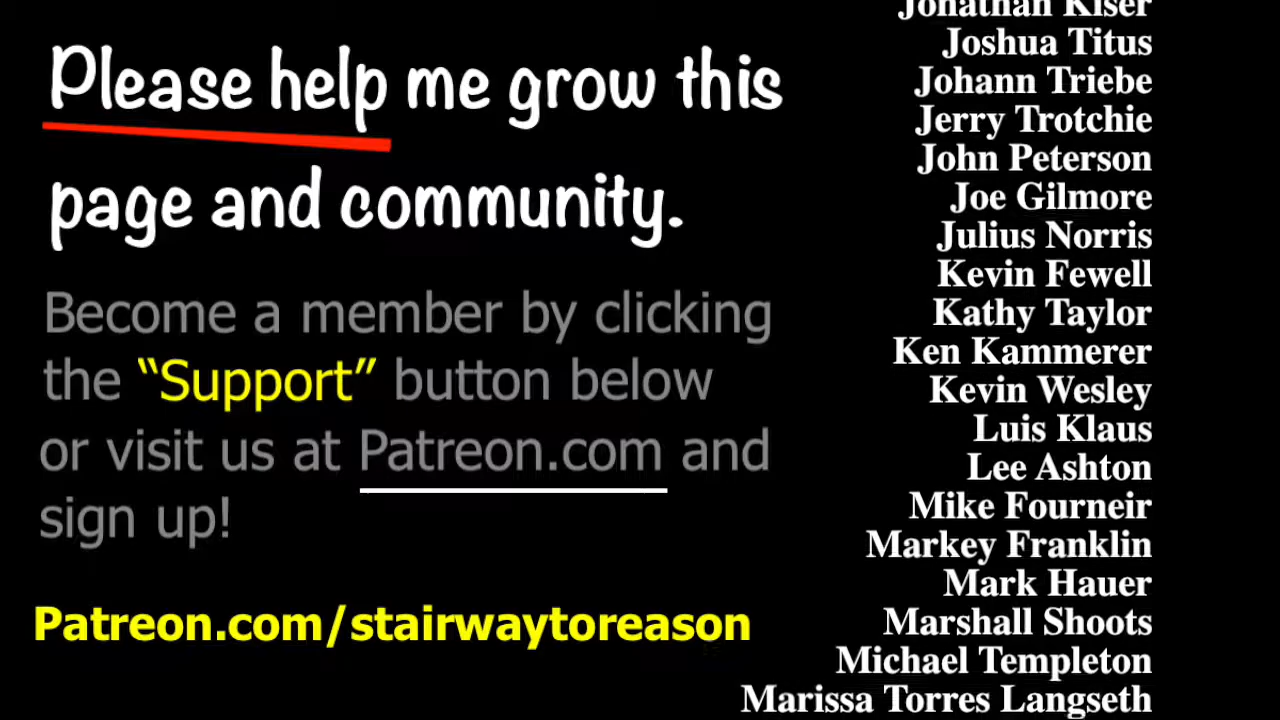 Please help me grow this
page and community.
Become a member by clicking
the “Support” button below
or visit us at Patreon.com and
sign up!
Patreon.com/stairwaytoreason
Jonathan Kiser
Joshua Titus
Johann Triebe
Jerry Trotchie
John Peterson
Joe Gilmore
Julius Norris
Kevin Fewell
Kathy Taylor
Ken Kammerer
Kevin Wesley
Luis Klaus
Lee Ashton
Mike Fourneir
Markey Franklin
Mark Hauer
Marshall Shoots
Michael Templeton
Marissa Torres Langseth